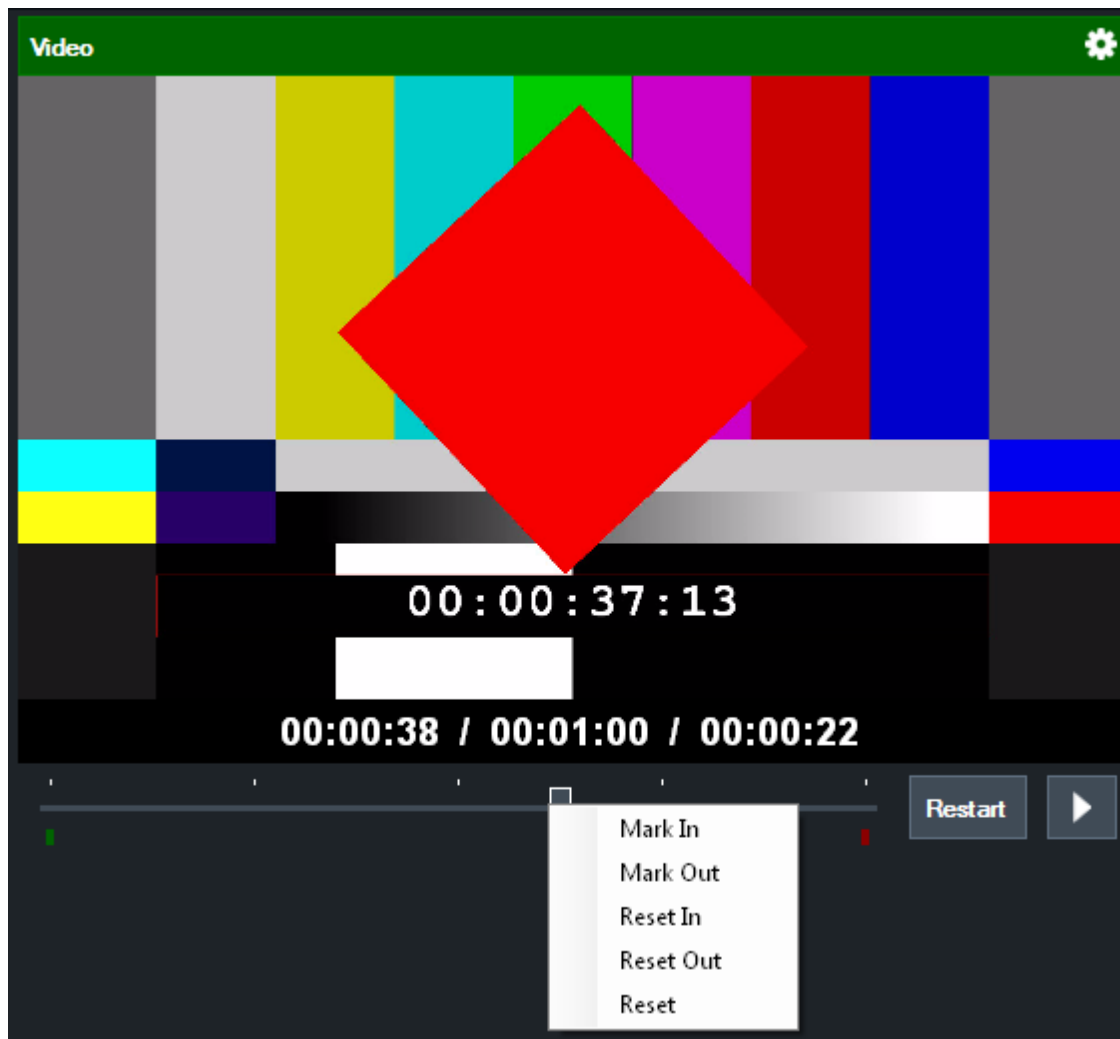 Video
00:00:37:13
00:00:38 / 00:01:00 / 00:00:22
Restart
Mark In
Mark Out
Reset In
Reset Out
Reset